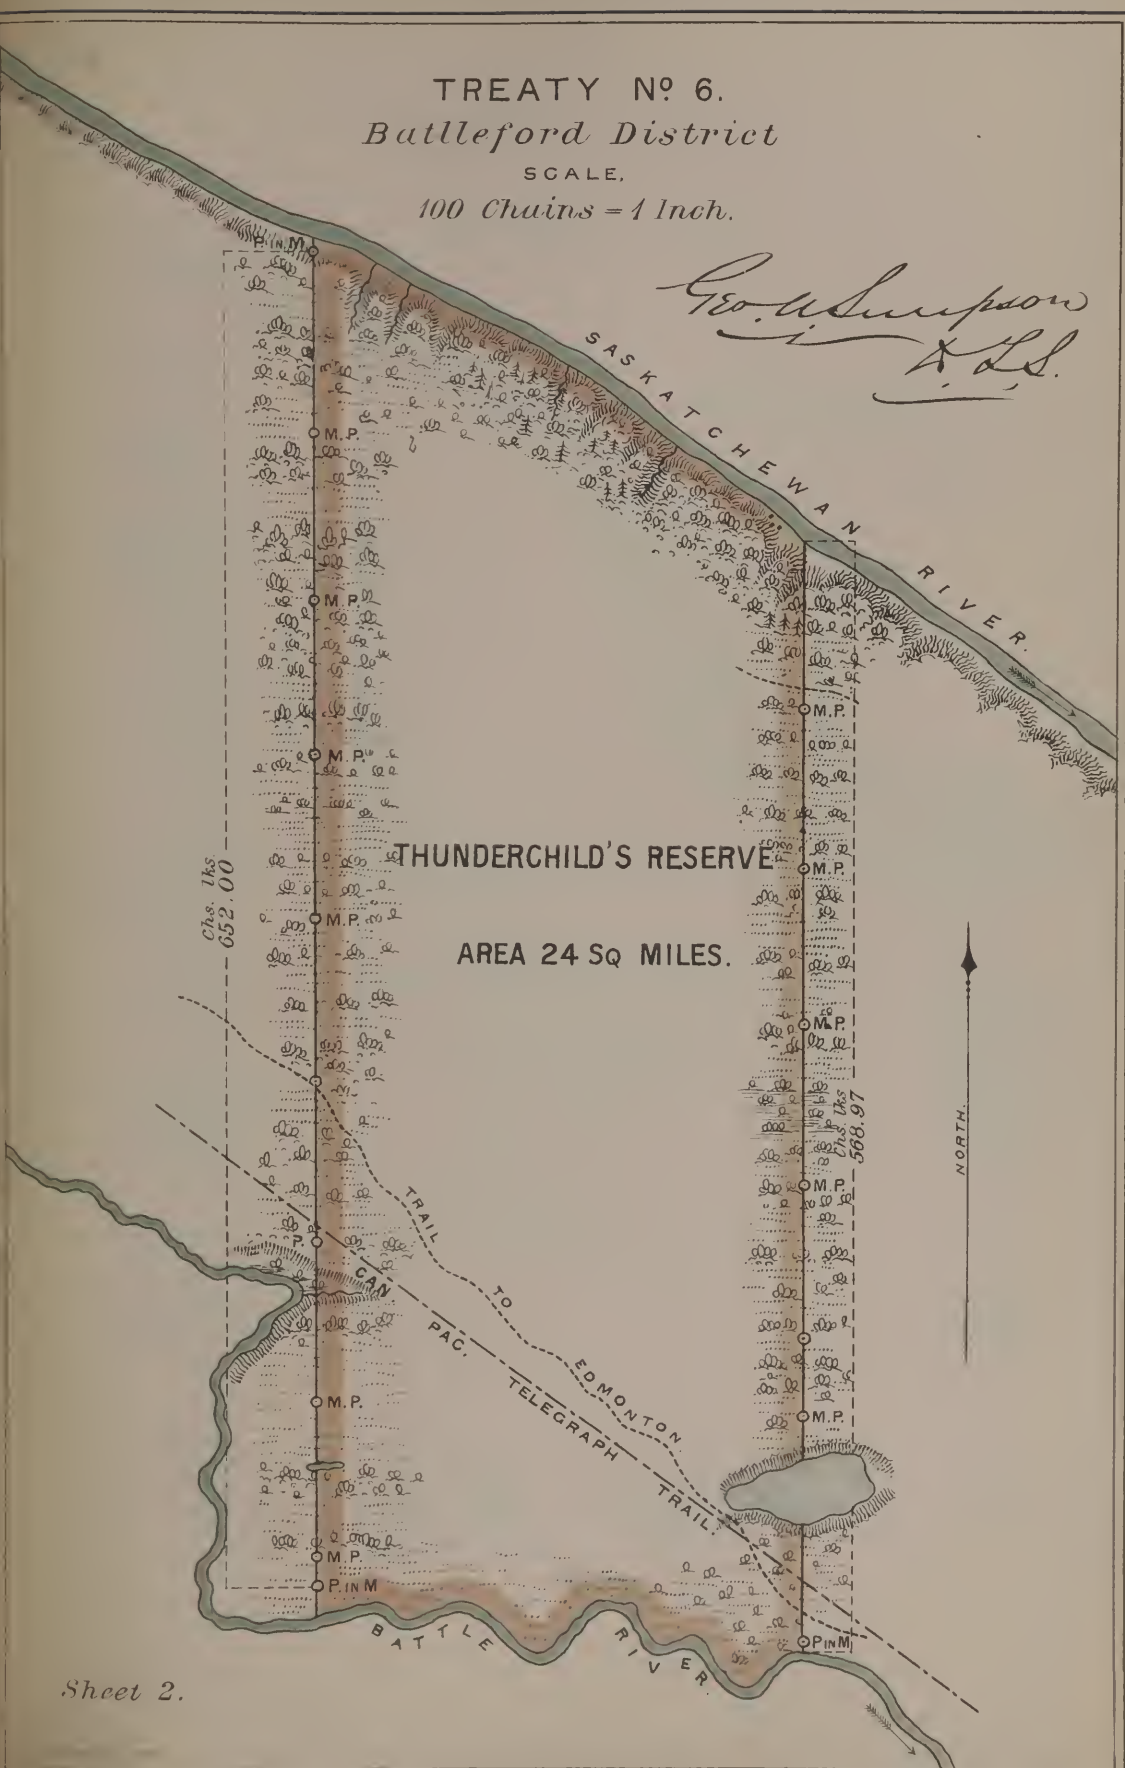 TREATY Nº 6.
Battleford District
SCALE,
100 Chains = 1 Inch.
Geo. A Simpson
D.L.S.
SASKATCHEWAN RIVER.
P. IN M.
M.P.
M.P.
M.P.
M.P.
P.
M.P.
M.P.
P. IN M
M.P.
M.P.
M.P.
M.P.
M.P.
P IN M
Chs. lks.
652.00
Chs. lks
568.97
THUNDERCHILD'S RESERVE
AREA 24 SQ MILES.
NORTH.
TRAIL TO EDMONTON
CAN. PAC. TELEGRAPH TRAIL.
BATTLE RIVER.
Sheet 2.